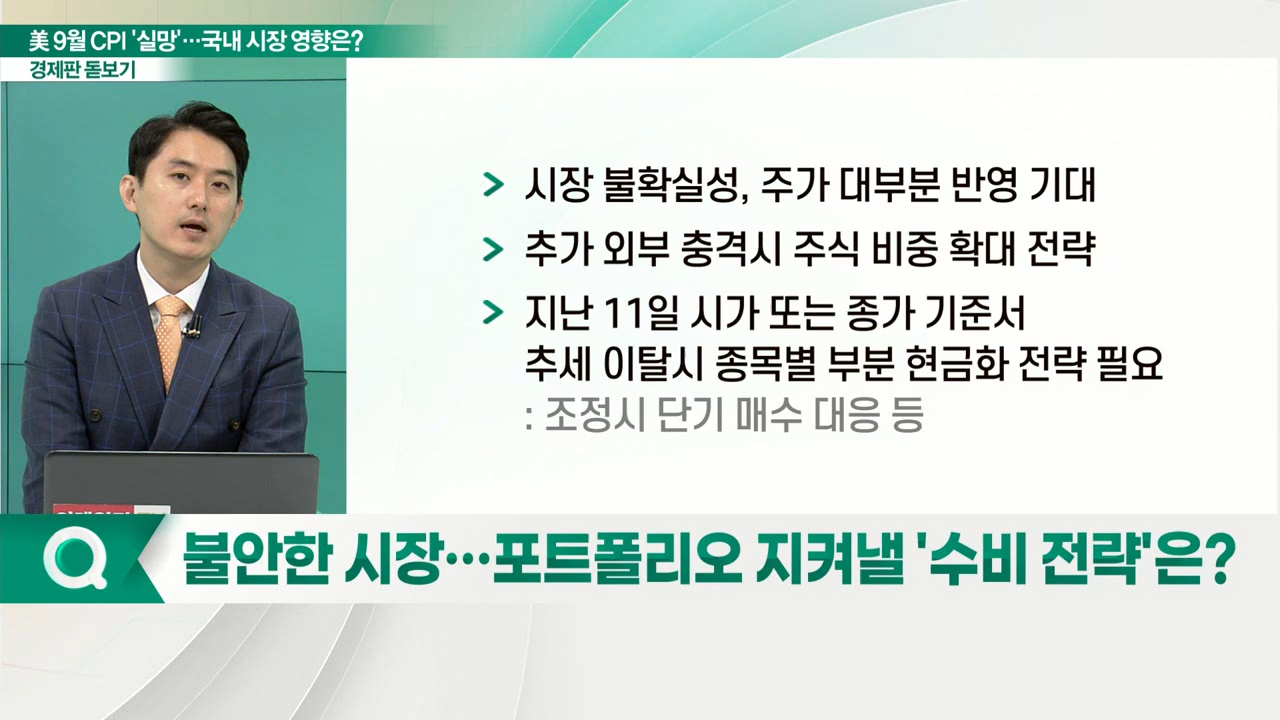 美 9월 CPI '실망'…국내 시장 영향은?
경제판 돋보기
> 시장 불확실성, 주가 대부분 반영 기대
> 추가 외부 충격시 주식 비중 확대 전략
> 지난 11일 시가 또는 종가 기준서
추세 이탈시 종목별 부분 현금화 전략 필요
: 조정시 단기 매수 대응 등
불안한 시장…포트폴리오 지켜낼 '수비 전략'은?